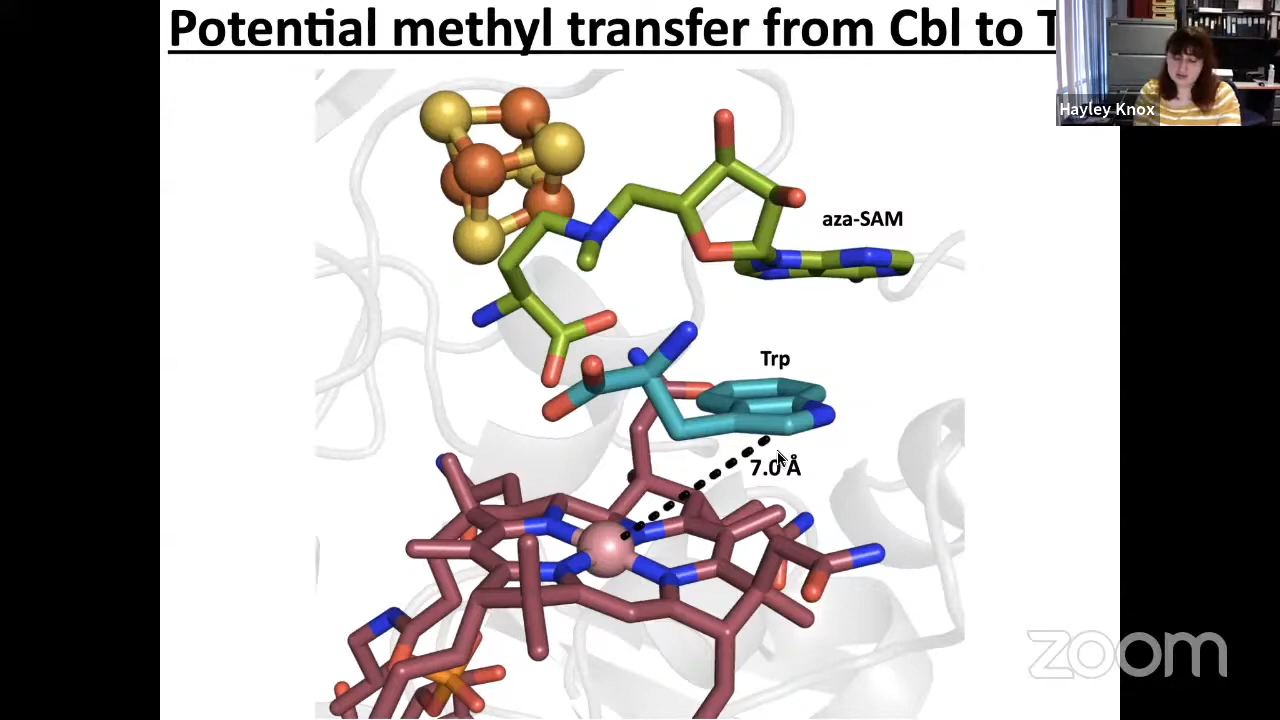 Potential methyl transfer from Cbl to T
Hayley Knox
aza-SAM
Trp
7.0 Å
zoom